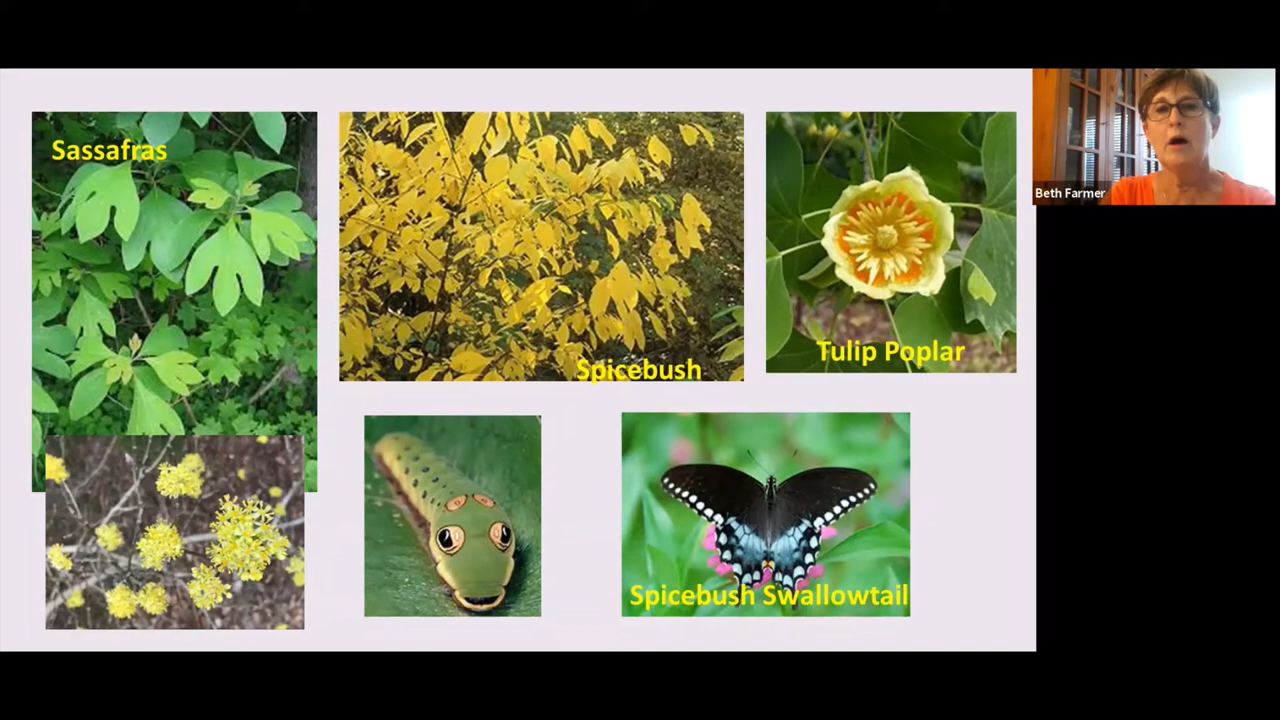 Sassafras
Spicebush
Tulip Poplar
Beth Farmer
Spicebush Swallowtail